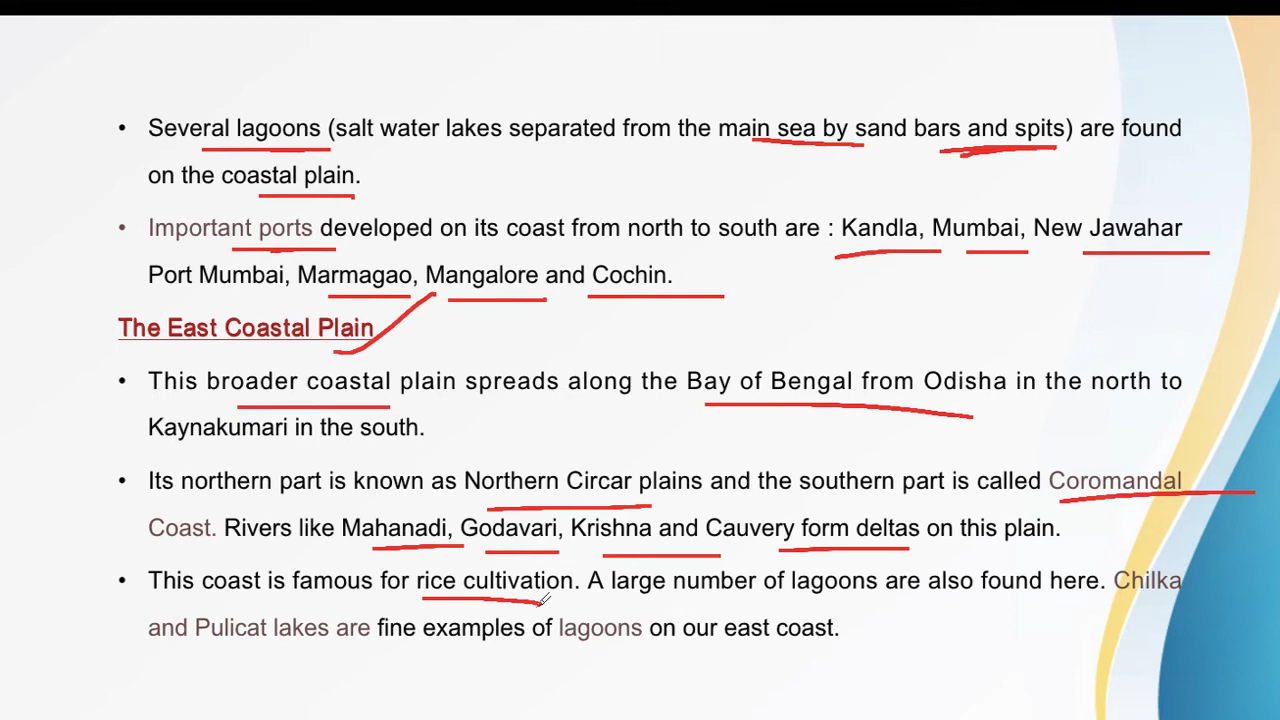 • Several lagoons (salt water lakes separated from the main sea by sand bars and spits) are found
on the coastal plain.
• Important ports developed on its coast from north to south are : Kandla, Mumbai, New Jawahar
Port Mumbai, Marmagao, Mangalore and Cochin.
The East Coastal Plain
• This broader coastal plain spreads along the Bay of Bengal from Odisha in the north to
Kaynakumari in the south.
• Its northern part is known as Northern Circar plains and the southern part is called Coromandal
Coast. Rivers like Mahanadi, Godavari, Krishna and Cauvery form deltas on this plain.
• This coast is famous for rice cultivation. A large number of lagoons are also found here. Chilka
and Pulicat lakes are fine examples of lagoons on our east coast.